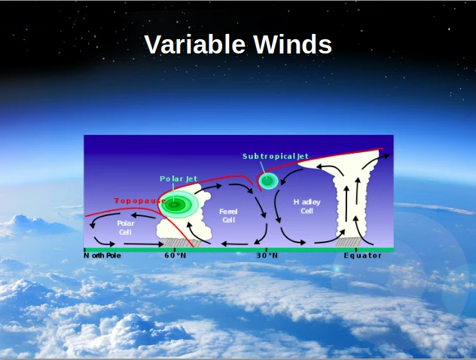 Variable Winds
Subtropical Jet
Polar Jet
Tropopause
Polar
Cell
Ferrel
Cell
Hadley
Cell
North Pole
60°N
30°N
Equator